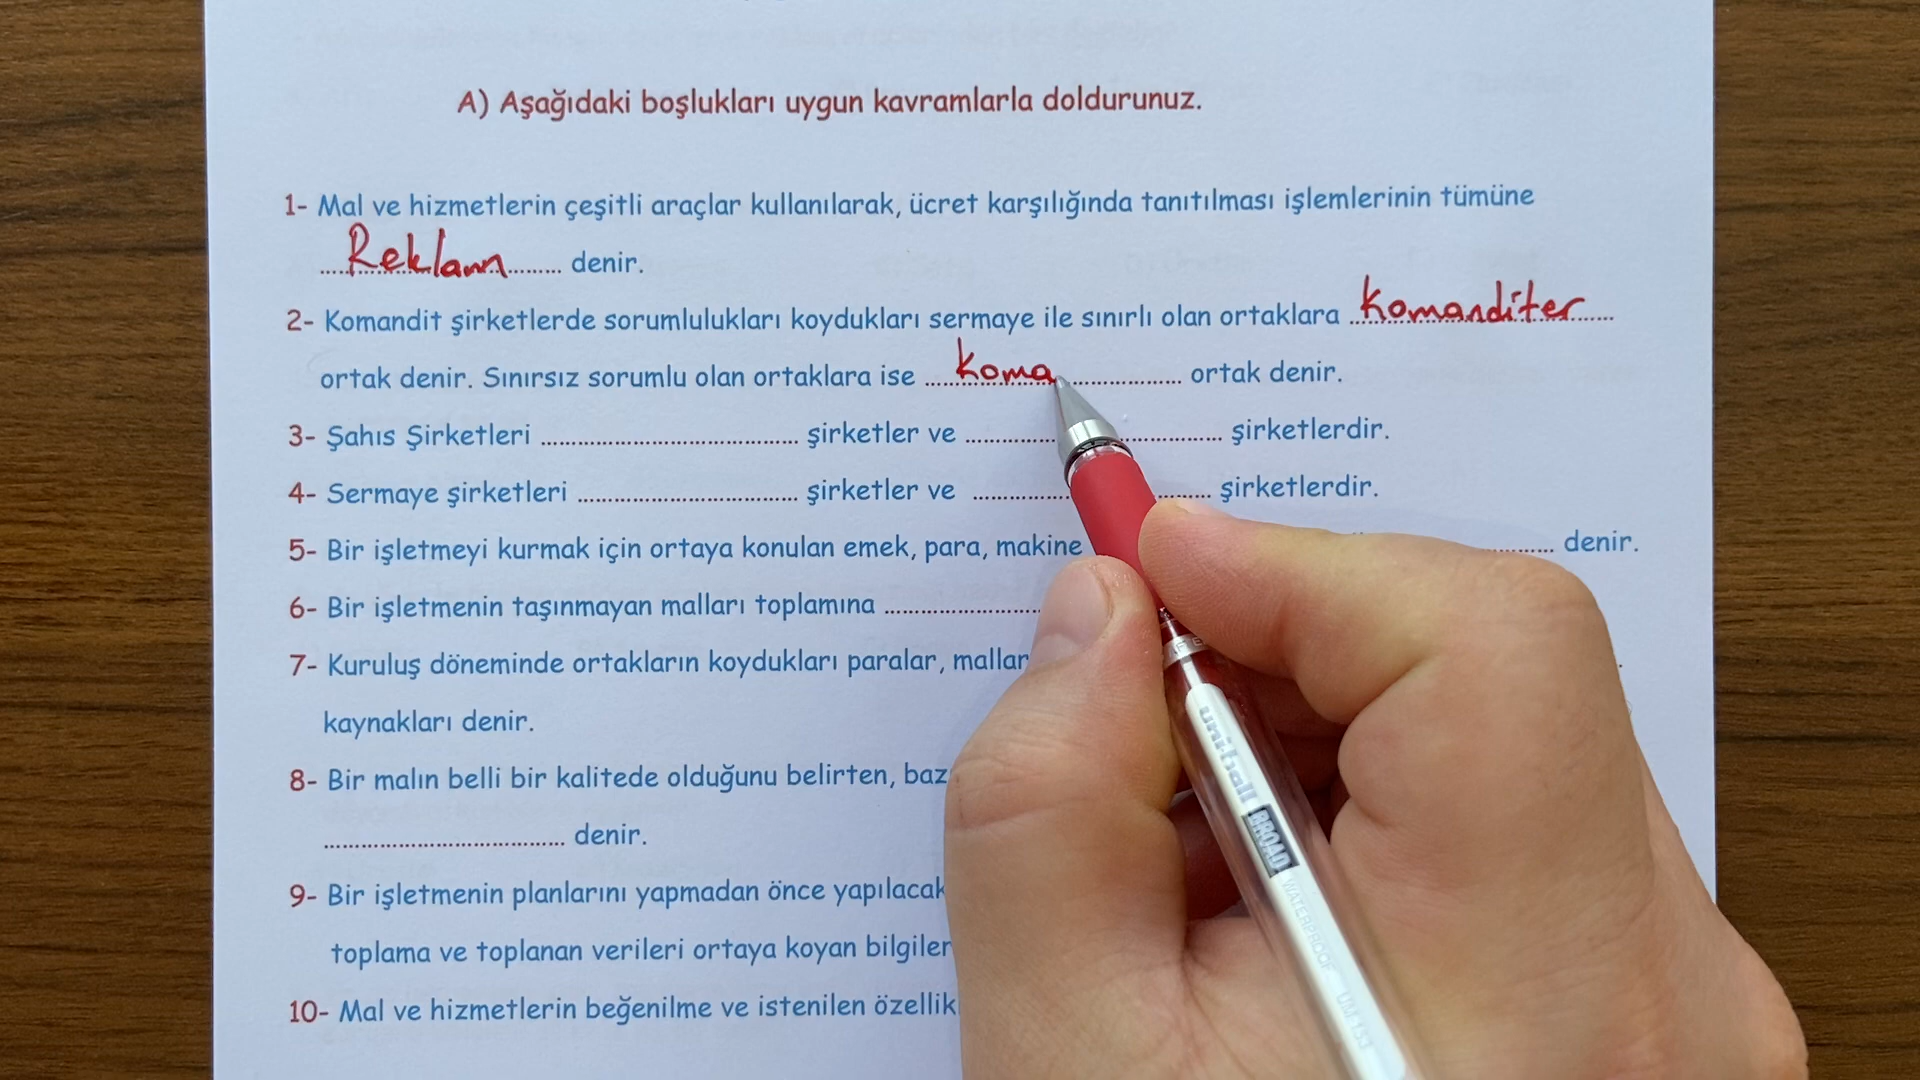 A) Aşağıdaki boşlukları uygun kavramlarla doldurunuz.
1- Mal ve hizmetlerin çeşitli araçlar kullanılarak, ücret karşılığında tanıtılması işlemlerinin tümüne
Reklam denir.
2- Komandit şirketlerde sorumlulukları koydukları sermaye ile sınırlı olan ortaklara Komanditer
ortak denir. Sınırsız sorumlu olan ortaklara ise Koma ortak denir.
3- Şahıs Şirketleri ........................................ şirketler ve ........................................ şirketlerdir.
4- Sermaye şirketleri .................................. şirketler ve .................................. şirketlerdir.
5- Bir işletmeyi kurmak için ortaya konulan emek, para, makine .......... denir.
6- Bir işletmenin taşınmayan malları toplamına ........................
7- Kuruluş döneminde ortakların koydukları paralar, mallar
kaynakları denir.
8- Bir malın belli bir kalitede olduğunu belirten,
...................................... denir.
9- Bir işletmenin planlarını yapmadan önce
toplama ve toplanan verileri ortaya koyan
10- Mal ve hizmetlerin beğenilme ve istenilen
uni-ball
BROAD
WATERPROOF
UM-153